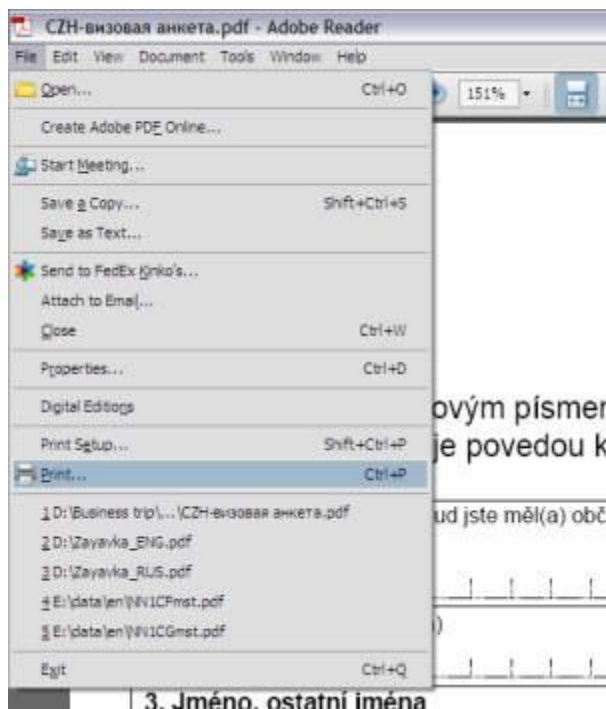 CZH-визовая анкета.pdf - Adobe Reader
File Edit View Document Tools Window Help
Open... Ctrl+O
151%
Create Adobe PDF Online...
Start Meeting...
Save a Copy... Shift+Ctrl+S
Save as Text...
Send to FedEx Kinko's...
Attach to Email...
Close Ctrl+W
Properties... Ctrl+D
Digital Editions
ovým písmer
Print Setup... Shift+Ctrl+P
je povedou k
Print... Ctrl+P
1 D:\Business trip\...\CZH-визовая анкета.pdf
ud jste měl(a) obč
2 D:\Zayavka_ENG.pdf
3 D:\Zayavka_RUS.pdf
4 E:\data\en\NN1CFmst.pdf
5 E:\data\en\NN1CGmst.pdf
)
Exit Ctrl+Q
3. Jméno, ostatní iména